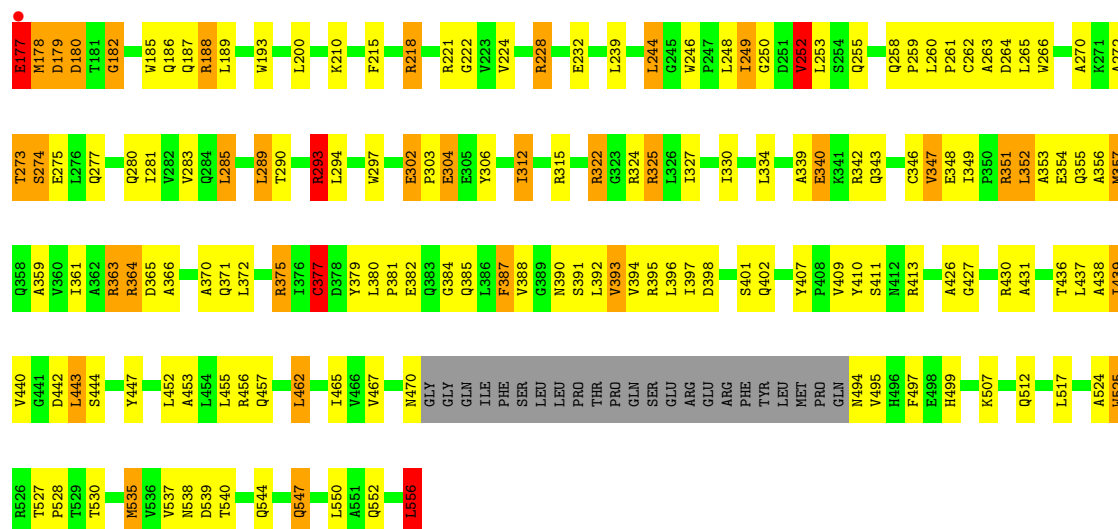 E177 M178 D179 D180 T181 G182 W185 Q186 Q187 R188 L189 W193 L200 K210 F215 R218 R221 G222 V223 V224 R228 E232 L239 L244 G245 W246 P247 L248 I249 G250 D251 V252 L253 S254 Q255 Q258 P259 L260 P261 C262 A263 D264 L265 W266 A270 K271 A272
T273 S274 E275 L276 Q277 Q280 I281 V282 V283 Q284 L285 L289 T290 R293 L294 W297 E302 P303 E304 E305 Y306 I312 R315 R322 G323 R324 R325 L326 I327 I330 L334 A339 E340 K341 R342 Q343 C346 V347 E348 I349 P350 R351 L352 A353 E354 Q355 A356 M357
Q358 A359 V360 I361 A362 R363 R364 D365 A366 A370 Q371 L372 R375 I376 C377 D378 Y379 L380 P381 E382 Q383 G384 Q385 L386 F387 V388 G389 N390 S391 L392 V393 V394 R395 L396 I397 D398 S401 Q402 Y407 P408 V409 Y410 S411 N412 R413 A426 G427 R430 A431 T436 L437 A438 I439
V440 G441 D442 L443 S444 Y447 L452 A453 L454 L455 R456 Q457 L462 I465 V466 V467 N470 GLY GLY GLN ILE PHE SER LEU LEU PRO THR PRO GLN SER GLU ARG GLU ARG PHE TYR LEU MET PRO GLN N494 V495 H496 F497 E498 H499 K507 Q512 L517 A524 W525
R526 T527 P528 T529 T530 M535 V536 V537 N538 D539 T540 Q544 Q547 L550 A551 Q552 L556